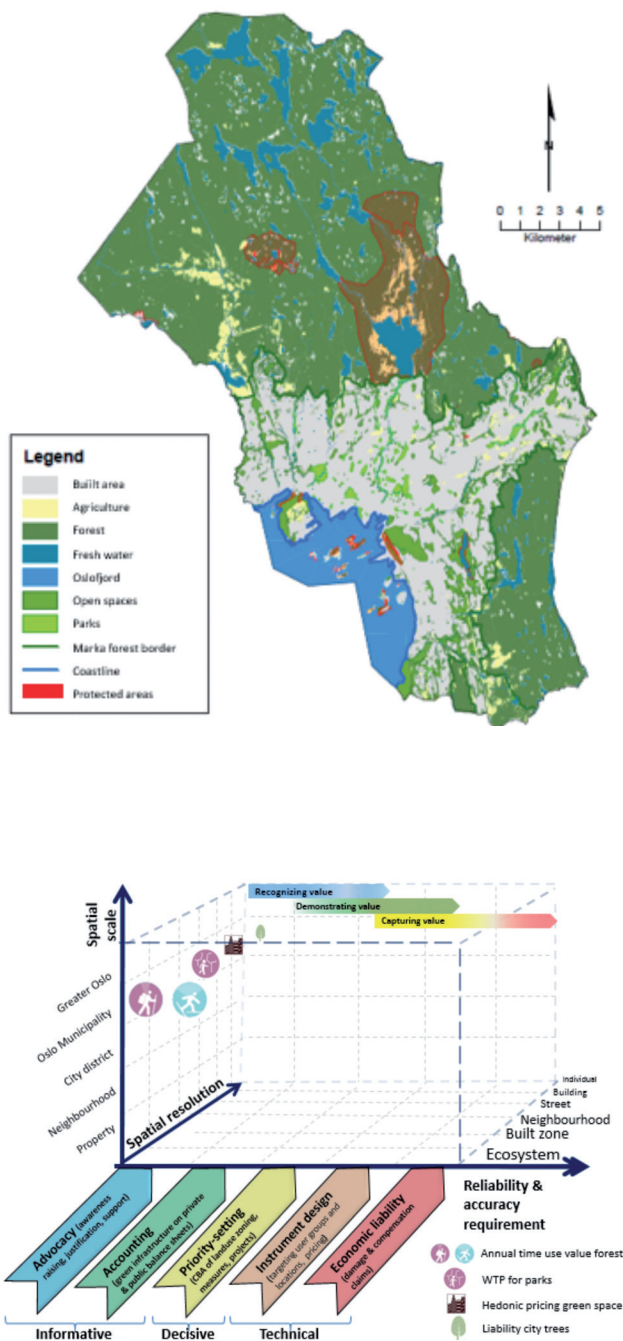 N
0 1 2 3 4 5
Kilometer
Legend
Built area
Agriculture
Forest
Fresh water
Oslofjord
Open spaces
Parks
Marka forest border
Coastline
Protected areas
Spatial
scale
Recognizing value
Demonstrating value
Capturing value
Greater Oslo
Oslo Municipality
City district
Neighbourhood
Property
Spatial resolution
Individual
Building
Street
Neighbourhood
Built zone
Ecosystem
Reliability &
accuracy
requirement
Advocacy (awareness
raising, justification, support)
Accounting
(green infrastructure on private
& public balance sheets)
Priority-setting
(CBA of landuse zoning,
measures, projects)
Instrument design
(targeting user groups and
locations, pricing)
Economic liability
(damage & compensation
claims)
Informative
Decisive
Technical
Annual time use value forest
WTP for parks
Hedonic pricing green space
Liability city trees